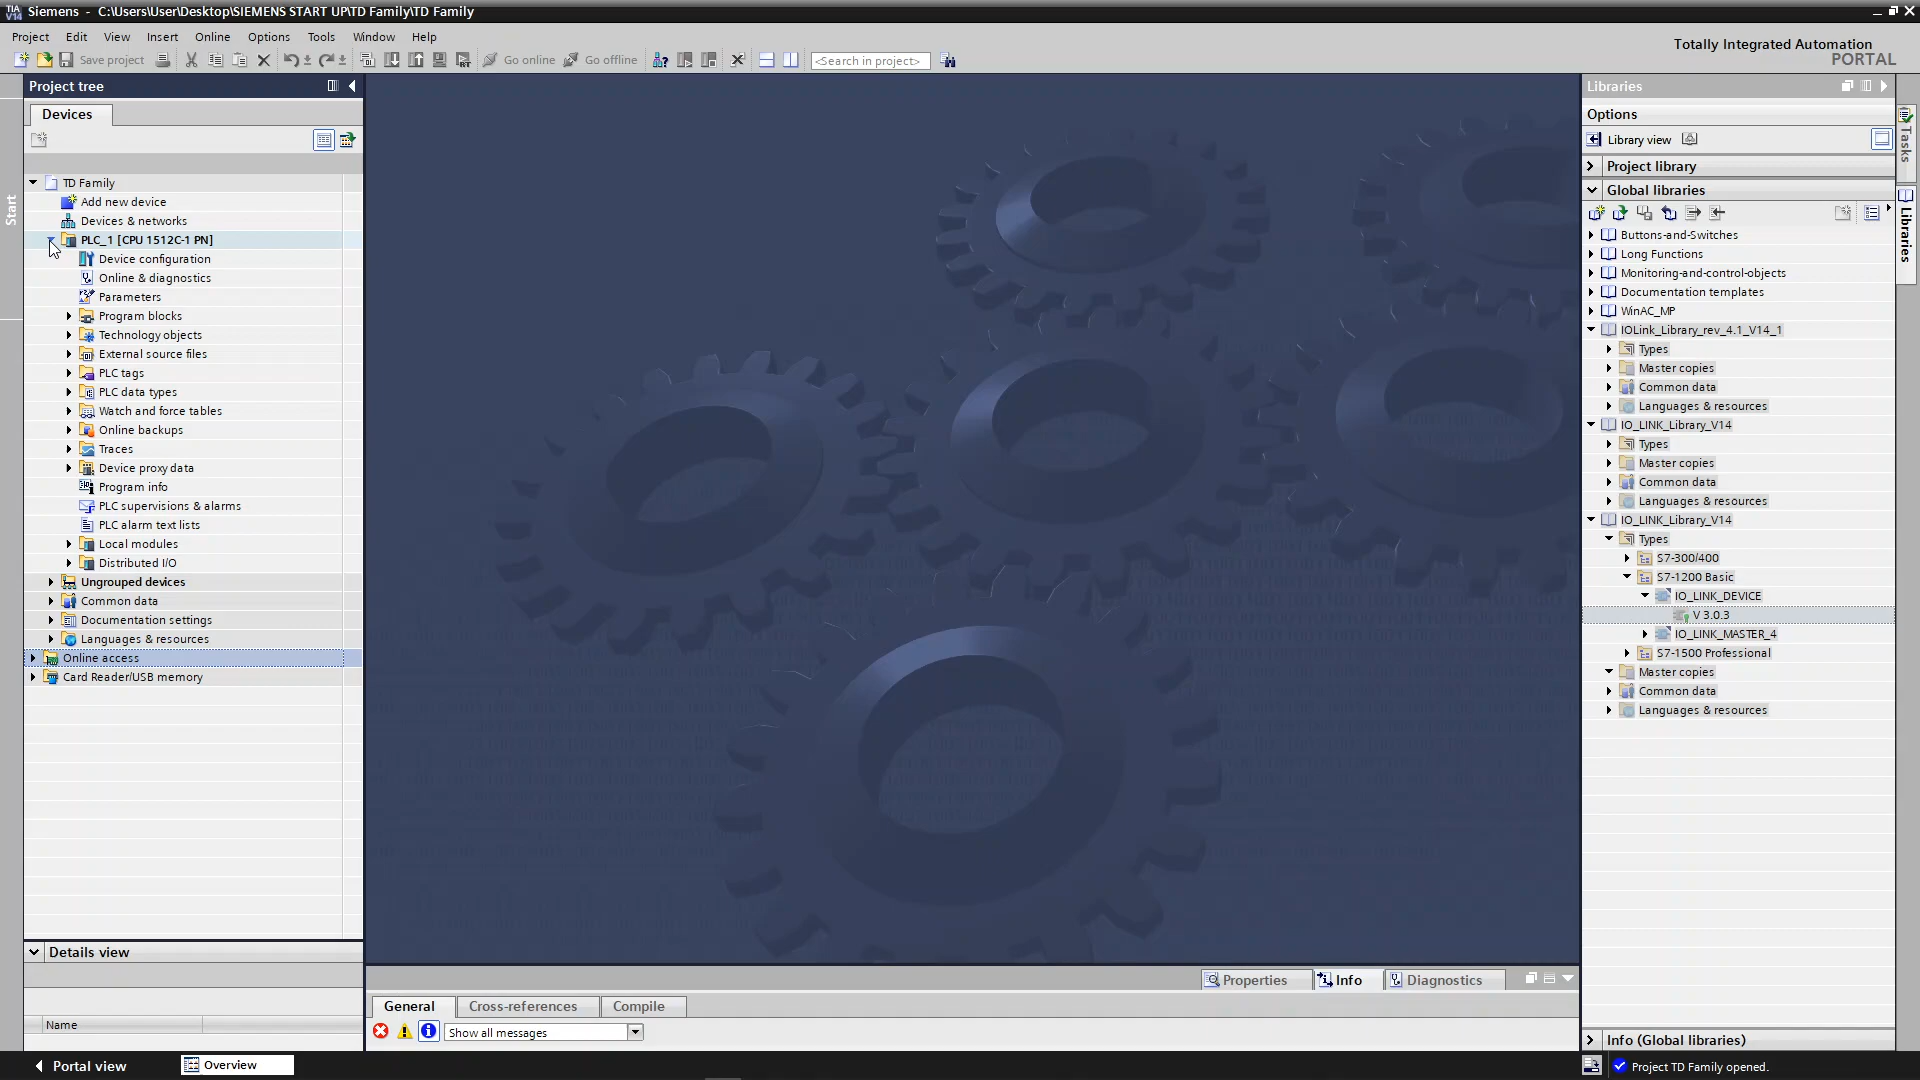 TIA V14 Siemens - C:\Users\User\Desktop\SIEMENS START UP\TD Family\TD Family
Project Edit View Insert Online Options Tools Window Help
Totally Integrated Automation
PORTAL
Save project Go online Go offline <Search in project>
Project tree
Devices
Start
TD Family
Add new device
Devices & networks
PLC_1 [CPU 1512C-1 PN]
Device configuration
Online & diagnostics
Parameters
Program blocks
Technology objects
External source files
PLC tags
PLC data types
Watch and force tables
Online backups
Traces
Device proxy data
Program info
PLC supervisions & alarms
PLC alarm text lists
Local modules
Distributed I/O
Ungrouped devices
Common data
Documentation settings
Languages & resources
Online access
Card Reader/USB memory
Details view
Name
Properties Info Diagnostics
General Cross-references Compile
Show all messages
Libraries
Options
Library view
Project library
Global libraries
Buttons-and-Switches
Long Functions
Monitoring-and-control-objects
Documentation templates
WinAC_MP
IOLink_Library_rev_4.1_V14_1
Types
Master copies
Common data
Languages & resources
IO_LINK_Library_V14
Types
Master copies
Common data
Languages & resources
IO_LINK_Library_V14
Types
S7-300/400
S7-1200 Basic
IO_LINK_DEVICE
V 3.0.3
IO_LINK_MASTER_4
S7-1500 Professional
Master copies
Common data
Languages & resources
Info (Global libraries)
Tasks
Libraries
Portal view
Overview
Project TD Family opened.